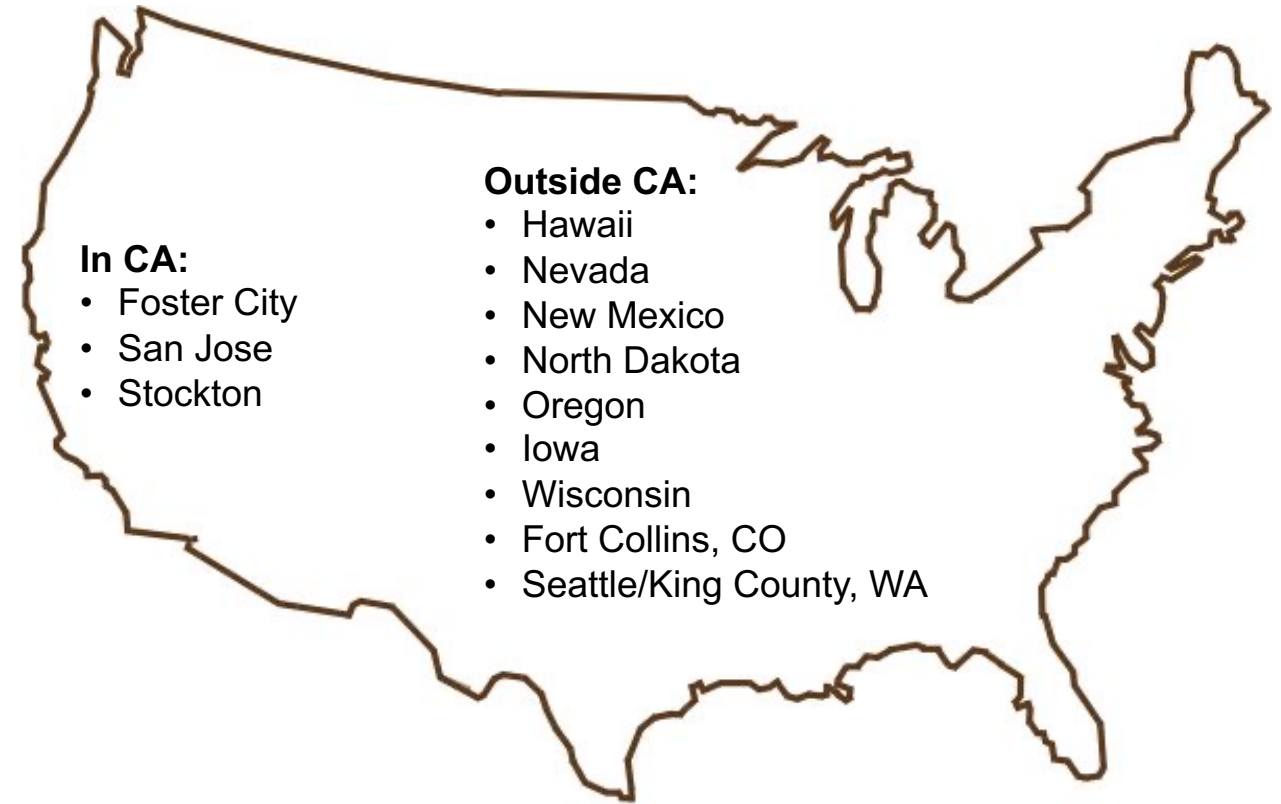 In CA:
• Foster City
• San Jose
• Stockton
Outside CA:
• Hawaii
• Nevada
• New Mexico
• North Dakota
• Oregon
• Iowa
• Wisconsin
• Fort Collins, CO
• Seattle/King County, WA